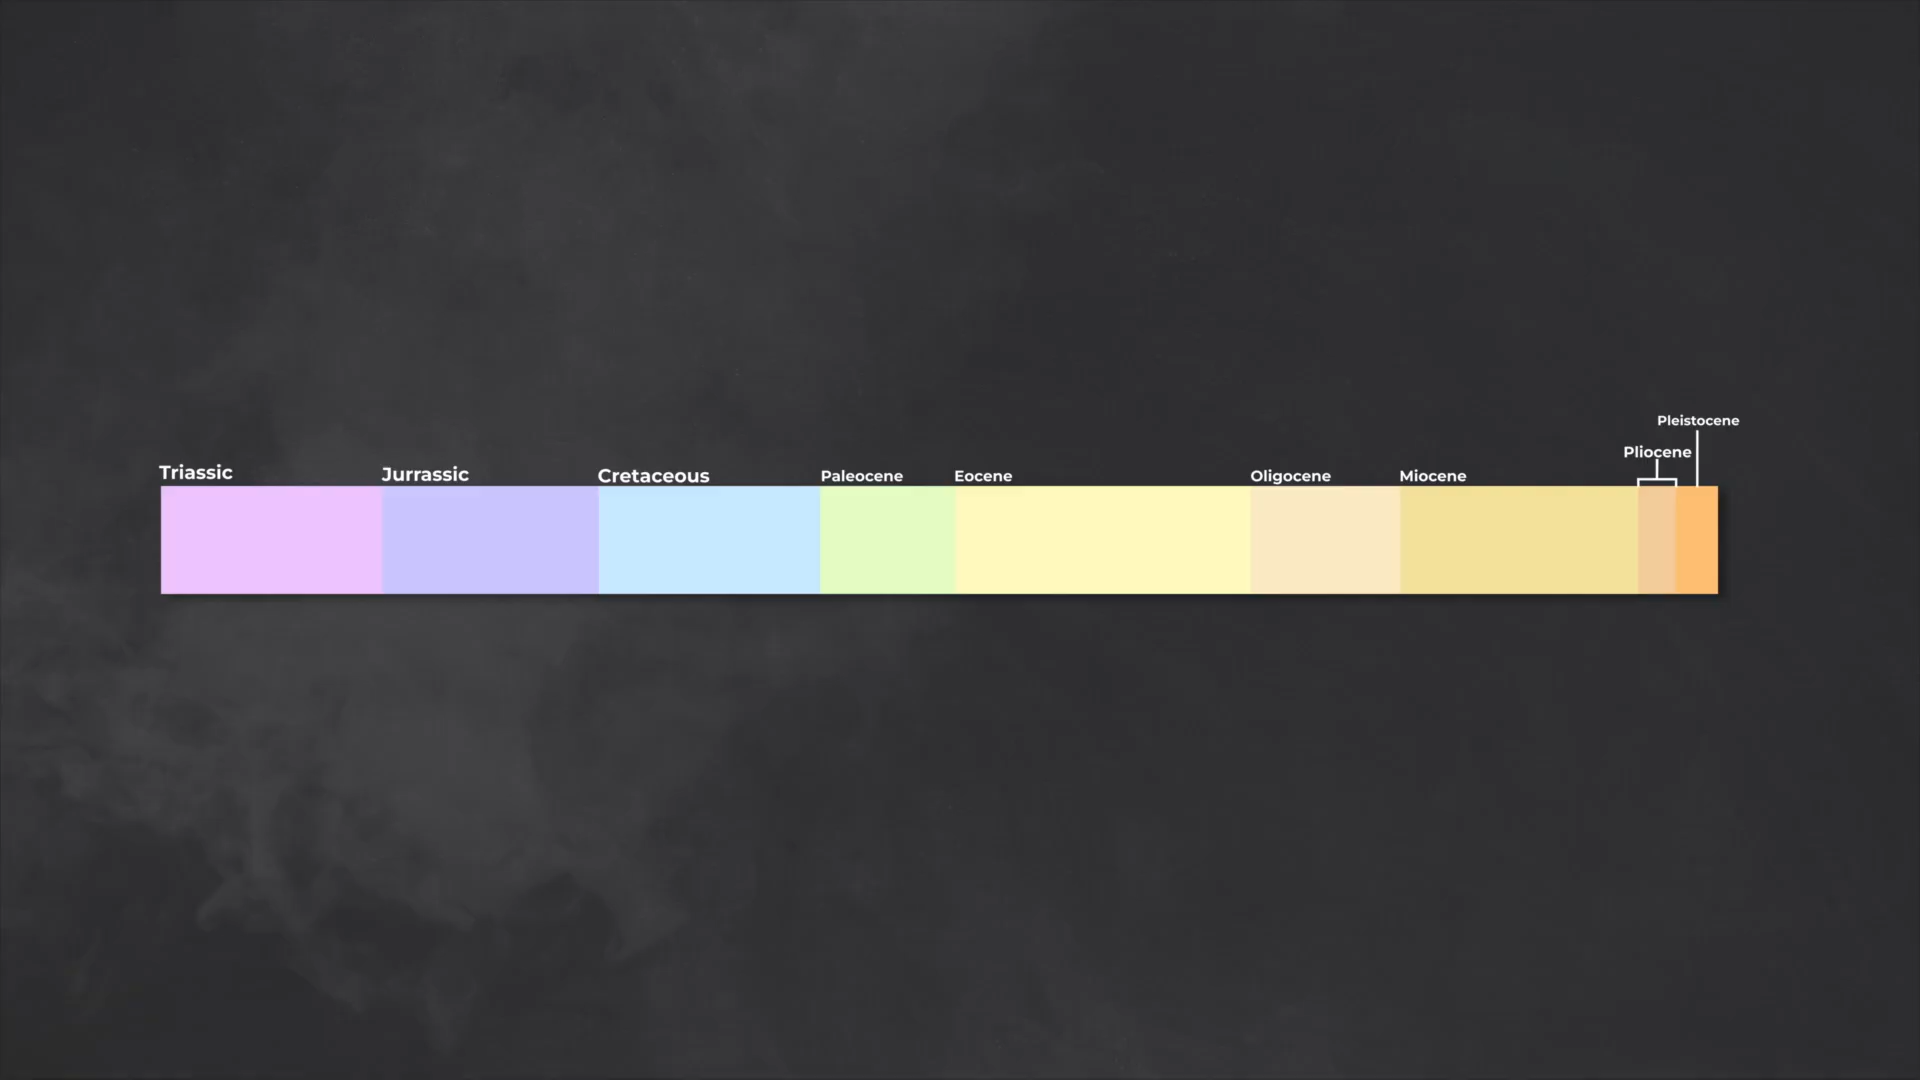 Triassic
Jurrassic
Cretaceous
Paleocene
Eocene
Oligocene
Miocene
Pliocene
Pleistocene